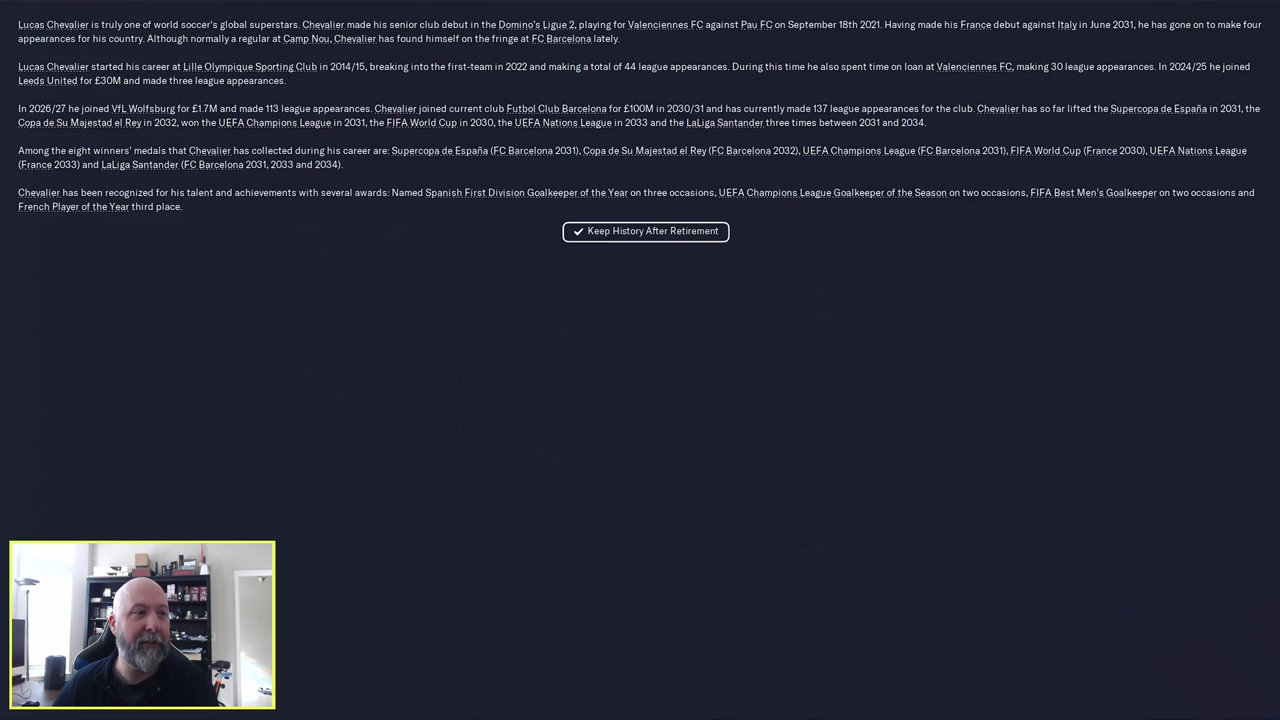 Lucas Chevalier is truly one of world soccer's global superstars. Chevalier made his senior club debut in the Domino's Ligue 2, playing for Valenciennes FC against Pau FC on September 18th 2021. Having made his France debut against Italy in June 2031, he has gone on to make four
appearances for his country. Although normally a regular at Camp Nou, Chevalier has found himself on the fringe at FC Barcelona lately.
Lucas Chevalier started his career at Lille Olympique Sporting Club in 2014/15, breaking into the first-team in 2022 and making a total of 44 league appearances. During this time he also spent time on loan at Valenciennes FC, making 30 league appearances. In 2024/25 he joined
Leeds United for £30M and made three league appearances.
In 2026/27 he joined VfL Wolfsburg for £1.7M and made 113 league appearances. Chevalier joined current club Futbol Club Barcelona for £100M in 2030/31 and has currently made 137 league appearances for the club. Chevalier has so far lifted the Supercopa de España in 2031, the
Copa de Su Majestad el Rey in 2032, won the UEFA Champions League in 2031, the FIFA World Cup in 2030, the UEFA Nations League in 2033 and the LaLiga Santander three times between 2031 and 2034.
Among the eight winners' medals that Chevalier has collected during his career are: Supercopa de España (FC Barcelona 2031), Copa de Su Majestad el Rey (FC Barcelona 2032), UEFA Champions League (FC Barcelona 2031), FIFA World Cup (France 2030), UEFA Nations League
(France 2033) and LaLiga Santander (FC Barcelona 2031, 2033 and 2034).
Chevalier has been recognized for his talent and achievements with several awards: Named Spanish First Division Goalkeeper of the Year on three occasions, UEFA Champions League Goalkeeper of the Season on two occasions, FIFA Best Men's Goalkeeper on two occasions and
French Player of the Year third place.
Keep History After Retirement